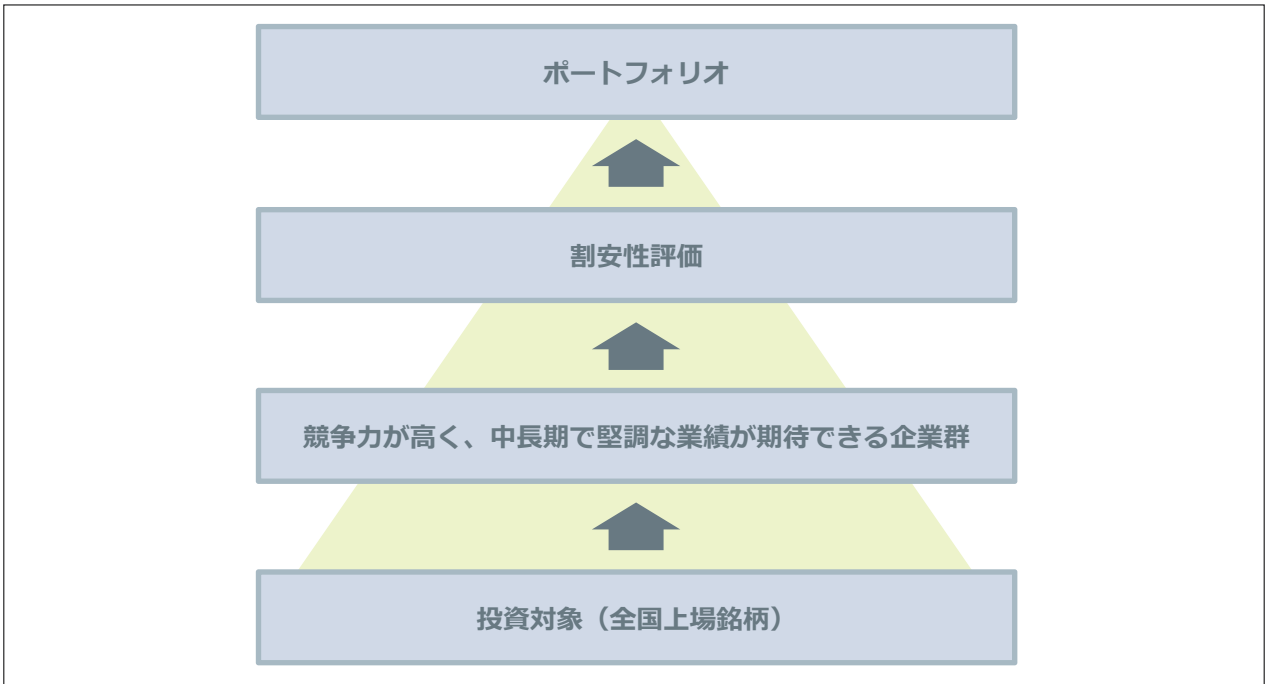 ポートフォリオ
割安性評価
競争力が高く、中長期で堅調な業績が期待できる企業群
投資対象（全国上場銘柄）